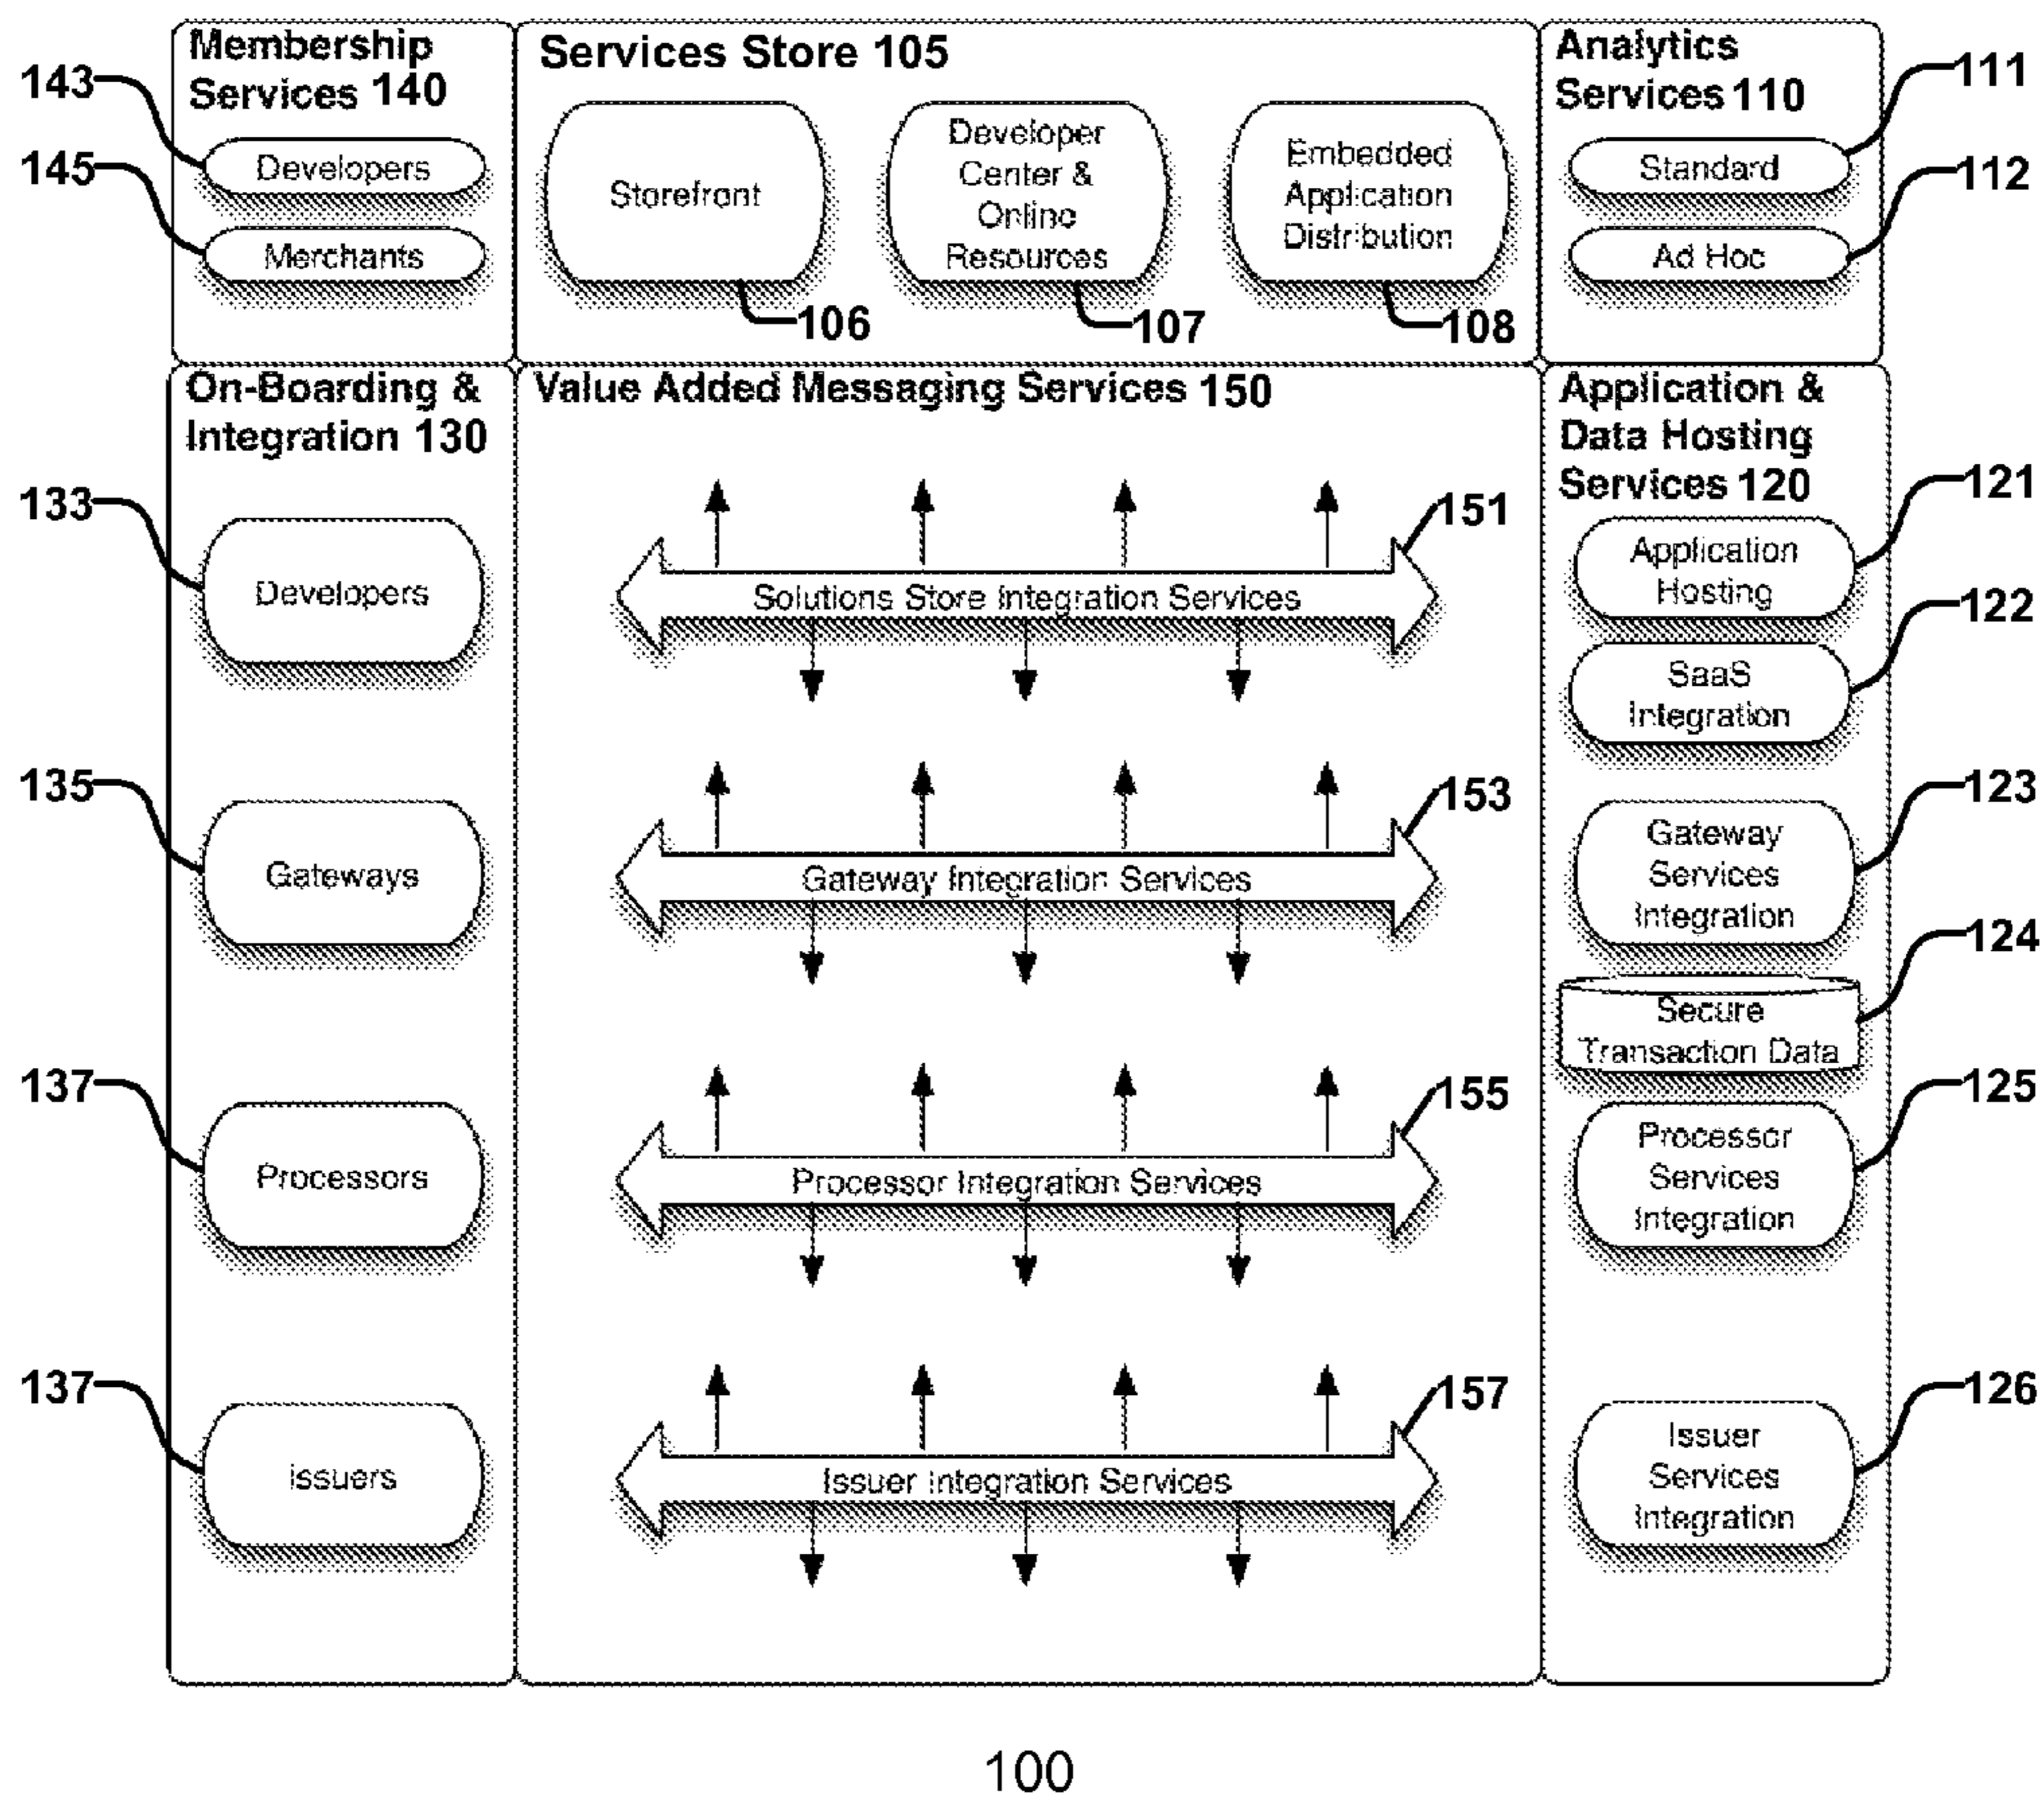 Membership
Services 140
143
Developers
145
Merchants
Services Store 105
Storefront
Developer
Center &
Online
Resources
Embedded
Application
Distribution
106
107
108
Analytics
Services 110
111
Standard
112
Ad Hoc
On-Boarding &
Integration 130
133
Developers
135
Gateways
137
Processors
137
Issuers
Value Added Messaging Services 150
151
Solutions Store Integration Services
153
Gateway Integration Services
155
Processor Integration Services
157
Issuer Integration Services
Application &
Data Hosting
Services 120
121
Application
Hosting
122
SaaS
Integration
123
Gateway
Services
Integration
124
Secure
Transaction Data
125
Processor
Services
Integration
126
Issuer
Services
Integration
100